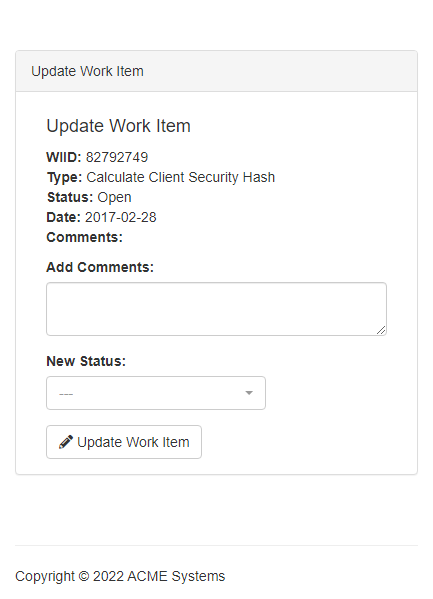 Update Work Item
Update Work Item
WIID: 82792749
Type: Calculate Client Security Hash
Status: Open
Date: 2017-02-28
Comments:
Add Comments:
New Status:
---
Update Work Item
Copyright © 2022 ACME Systems